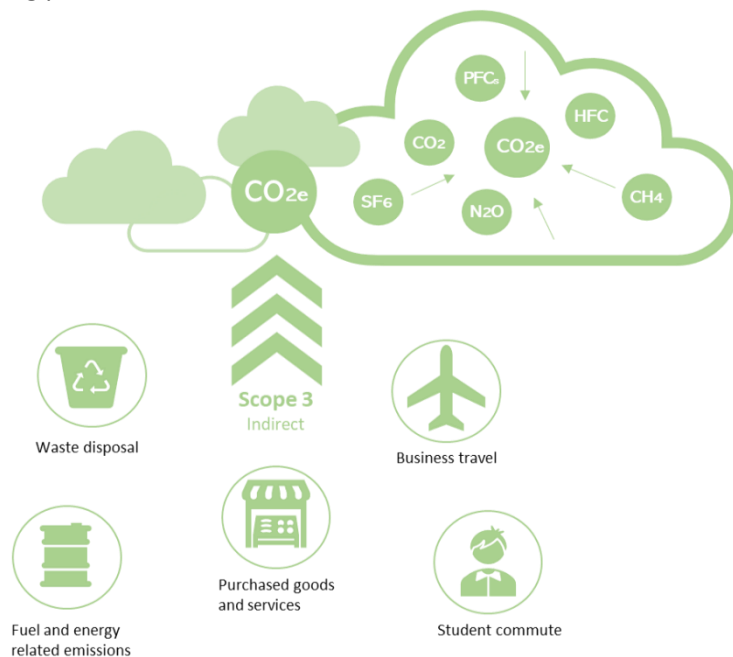 PFCs
HFC
CO2
CO2e
CO2e
SF6
N2O
CH4
Scope 3
Indirect
Waste disposal
Business travel
Purchased goods
and services
Fuel and energy
related emissions
Student commute